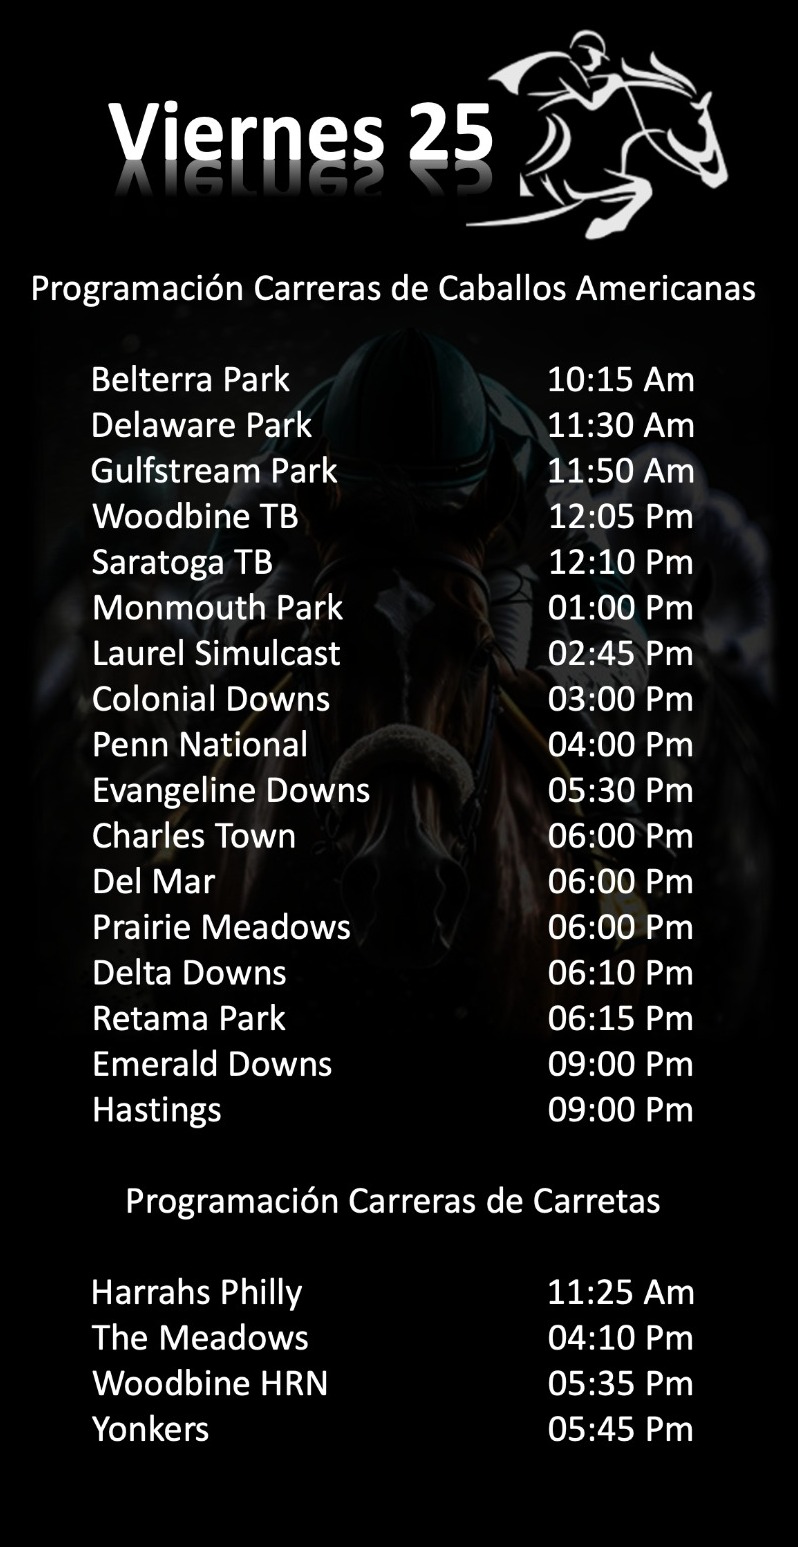 Viernes 25
Programación Carreras de Caballos Americanas
Belterra Park 10:15 Am
Delaware Park 11:30 Am
Gulfstream Park 11:50 Am
Woodbine TB 12:05 Pm
Saratoga TB 12:10 Pm
Monmouth Park 01:00 Pm
Laurel Simulcast 02:45 Pm
Colonial Downs 03:00 Pm
Penn National 04:00 Pm
Evangeline Downs 05:30 Pm
Charles Town 06:00 Pm
Del Mar 06:00 Pm
Prairie Meadows 06:00 Pm
Delta Downs 06:10 Pm
Retama Park 06:15 Pm
Emerald Downs 09:00 Pm
Hastings 09:00 Pm
Programación Carreras de Carretas
Harrahs Philly 11:25 Am
The Meadows 04:10 Pm
Woodbine HRN 05:35 Pm
Yonkers 05:45 Pm